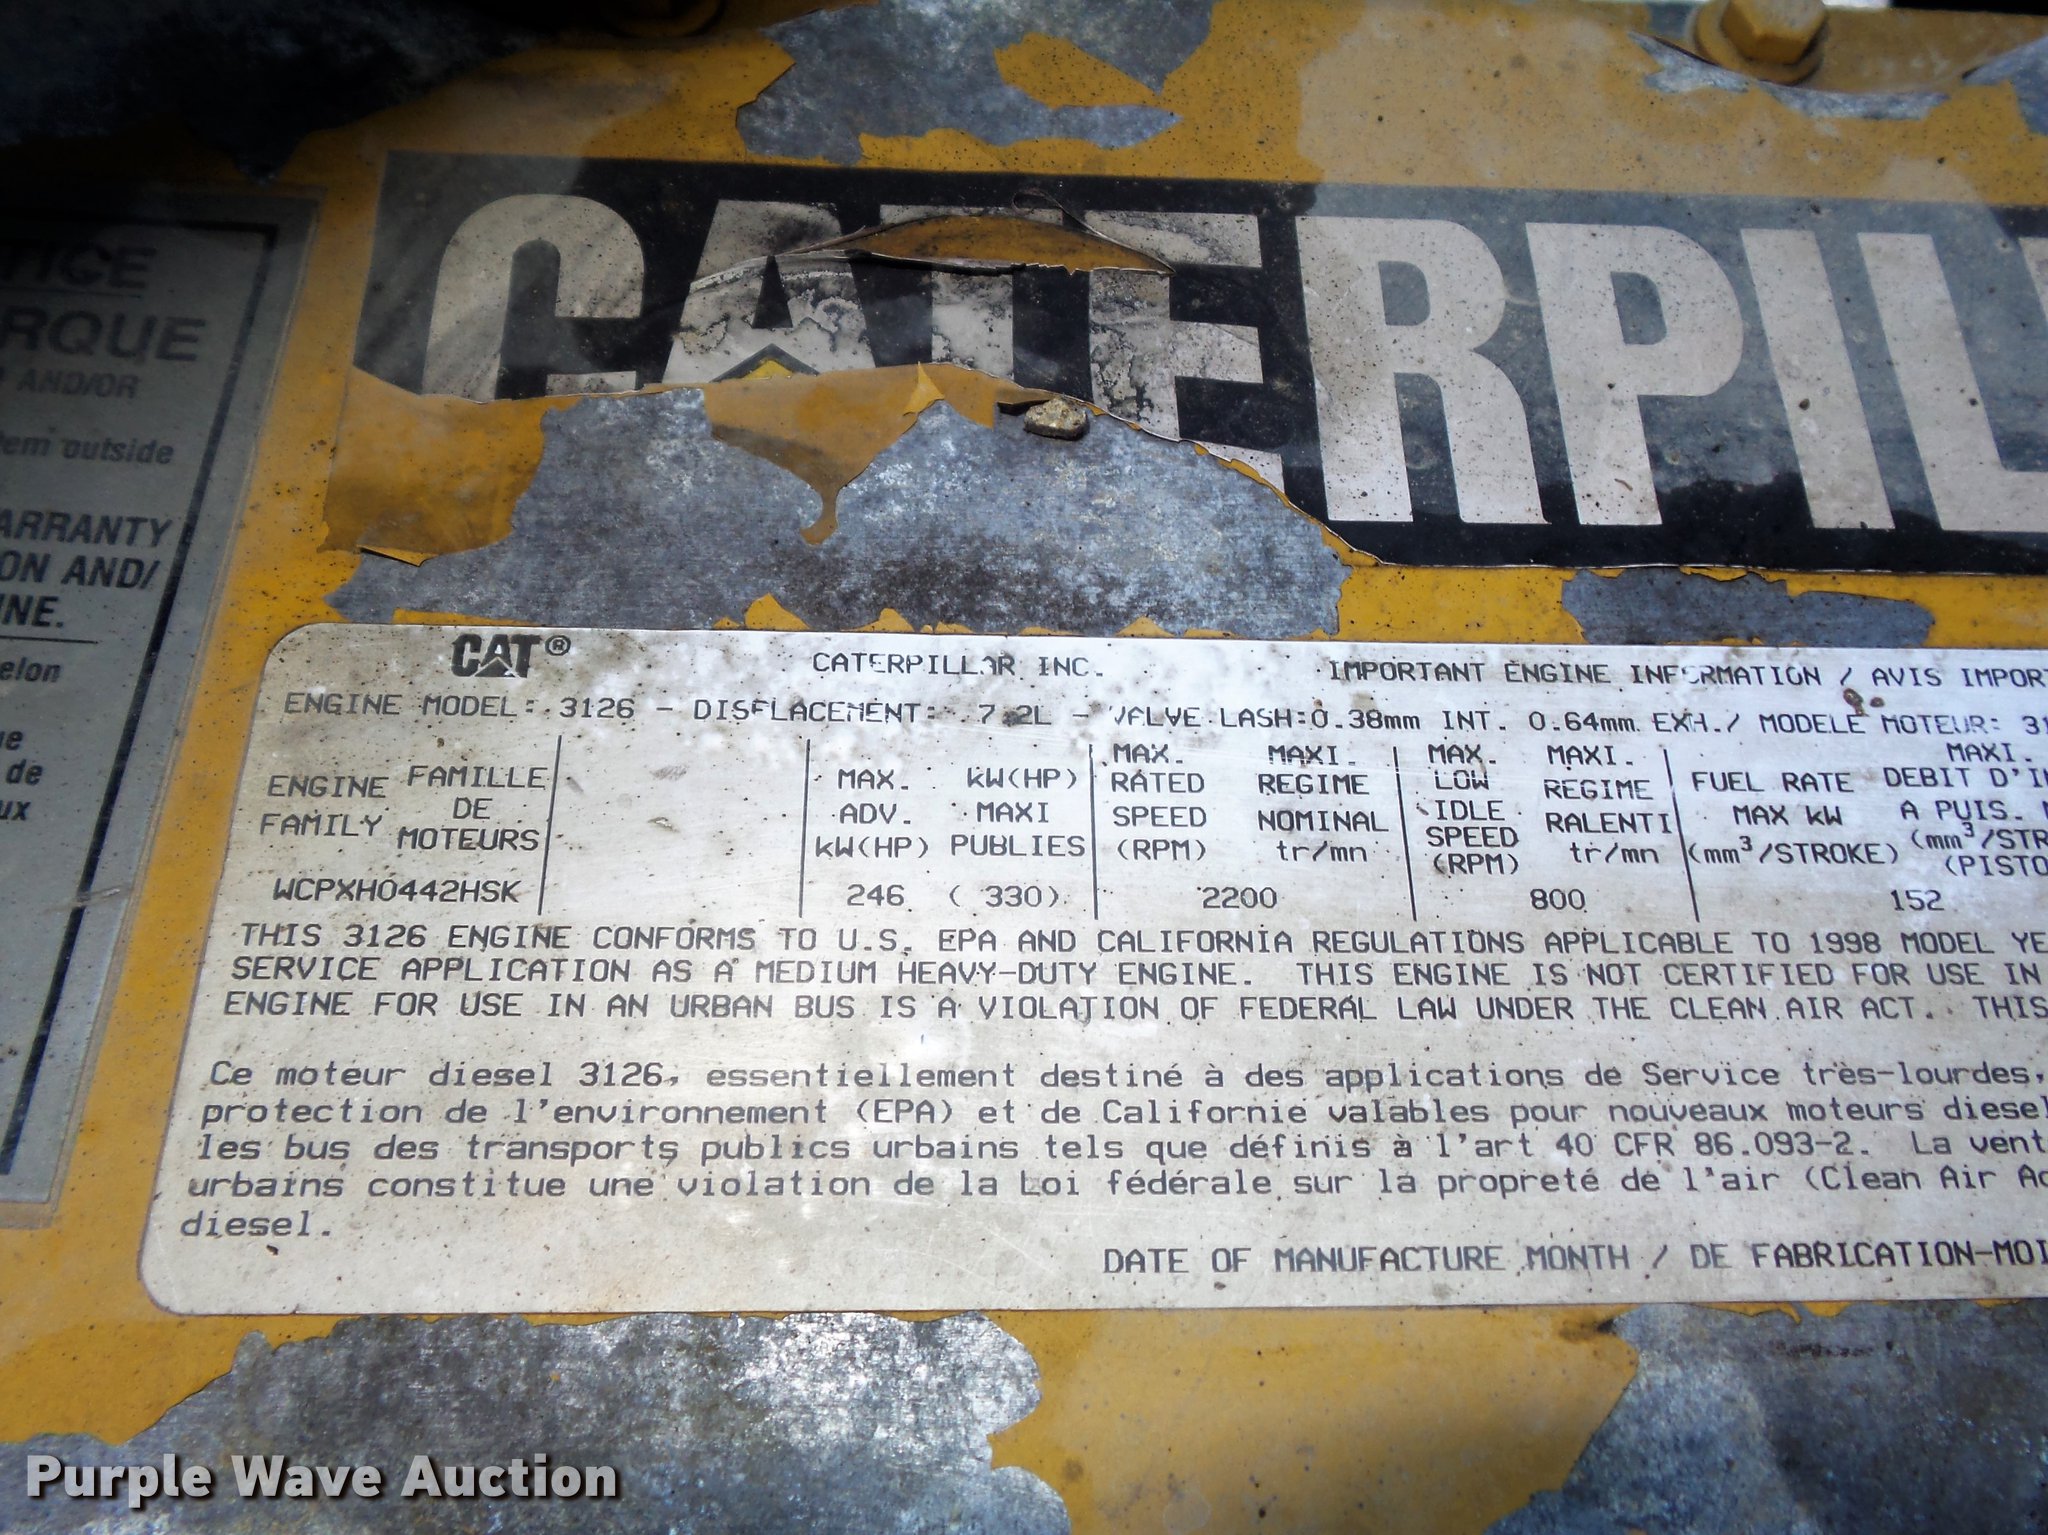 TICE
RQUE
AND/OR
em outside
ARRANTY
ON AND/
INE.
elon
de
ux
CATERPIL
CAT®
CATERPILLAR INC.
IMPORTANT ENGINE INFORMATION / AVIS IMPORT
ENGINE MODEL: 3126 - DISPLACEMENT: 7.2L - VALVE LASH:0.38mm INT. 0.64mm EXH./ MODELE MOTEUR: 31
ENGINE FAMILY
FAMILLE DE MOTEURS
MAX. ADV. kW(HP)
kW(HP) MAXI PUBLIES
MAX. RATED SPEED (RPM)
MAXI. REGIME NOMINAL tr/mn
MAX. LOW IDLE SPEED (RPM)
MAXI. REGIME RALENTI tr/mn
FUEL RATE MAX kW (mm³/STROKE)
MAXI. DEBIT D'I A PUIS. (mm³/STR (PISTO
WCPXH0442HSK 246 (330) 2200 800 152
THIS 3126 ENGINE CONFORMS TO U.S. EPA AND CALIFORNIA REGULATIONS APPLICABLE TO 1998 MODEL YE
SERVICE APPLICATION AS A MEDIUM HEAVY-DUTY ENGINE. THIS ENGINE IS NOT CERTIFIED FOR USE IN
ENGINE FOR USE IN AN URBAN BUS IS A VIOLATION OF FEDERAL LAW UNDER THE CLEAN AIR ACT. THIS
Ce moteur diesel 3126, essentiellement destiné à des applications de Service très-lourdes,
protection de l'environnement (EPA) et de Californie valables pour nouveaux moteurs diesel
les bus des transports publics urbains tels que définis à l'art 40 CFR 86.093-2. La vent
urbains constitue une violation de la Loi fédérale sur la propreté de l'air (Clean Air Ac
diesel.
DATE OF MANUFACTURE MONTH / DE FABRICATION-MOI
Purple Wave Auction